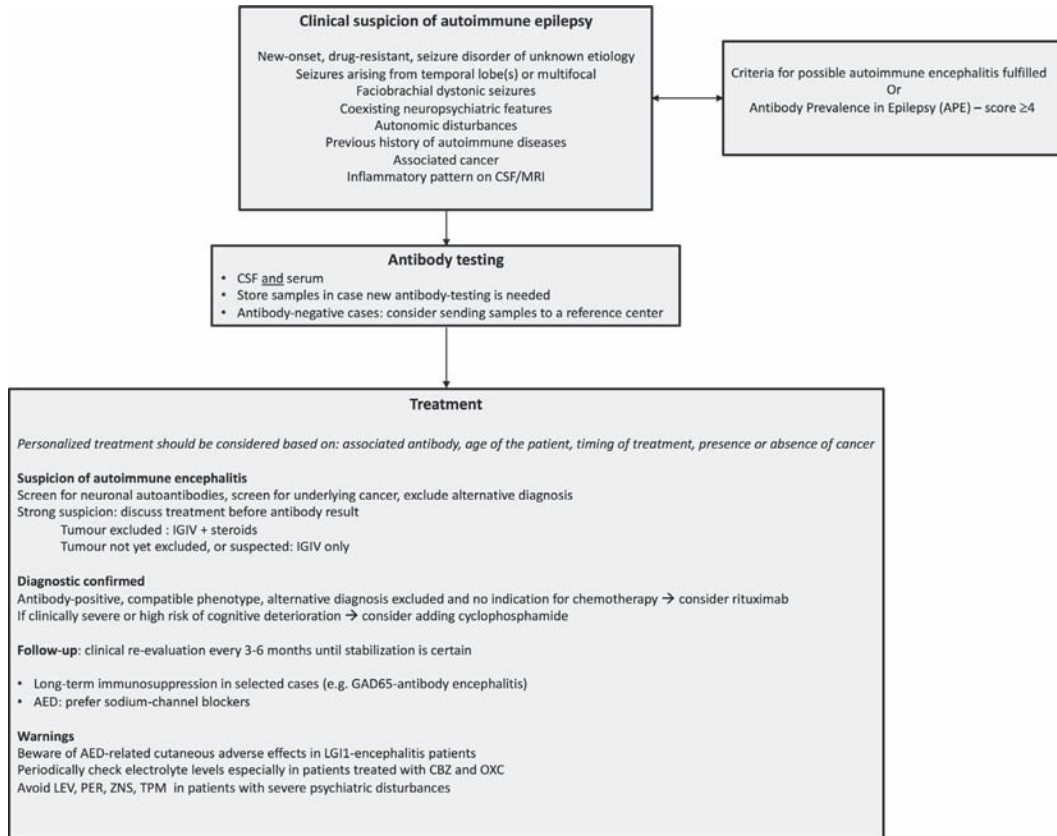 Clinical suspicion of autoimmune epilepsy
New-onset, drug-resistant, seizure disorder of unknown etiology
Seizures arising from temporal lobe(s) or multifocal
Faciobrachial dystonic seizures
Coexisting neuropsychiatric features
Autonomic disturbances
Previous history of autoimmune diseases
Associated cancer
Inflammatory pattern on CSF/MRI
Criteria for possible autoimmune encephalitis fulfilled
Or
Antibody Prevalence in Epilepsy (APE) – score ≥4
Antibody testing
• CSF and serum
• Store samples in case new antibody-testing is needed
• Antibody-negative cases: consider sending samples to a reference center
Treatment
Personalized treatment should be considered based on: associated antibody, age of the patient, timing of treatment, presence or absence of cancer
Suspicion of autoimmune encephalitis
Screen for neuronal autoantibodies, screen for underlying cancer, exclude alternative diagnosis
Strong suspicion: discuss treatment before antibody result
Tumour excluded : IGIV + steroids
Tumour not yet excluded, or suspected: IGIV only
Diagnostic confirmed
Antibody-positive, compatible phenotype, alternative diagnosis excluded and no indication for chemotherapy → consider rituximab
If clinically severe or high risk of cognitive deterioration → consider adding cyclophosphamide
Follow-up: clinical re-evaluation every 3-6 months until stabilization is certain
• Long-term immunosuppression in selected cases (e.g. GAD65-antibody encephalitis)
• AED: prefer sodium-channel blockers
Warnings
Beware of AED-related cutaneous adverse effects in LGI1-encephalitis patients
Periodically check electrolyte levels especially in patients treated with CBZ and OXC
Avoid LEV, PER, ZNS, TPM in patients with severe psychiatric disturbances